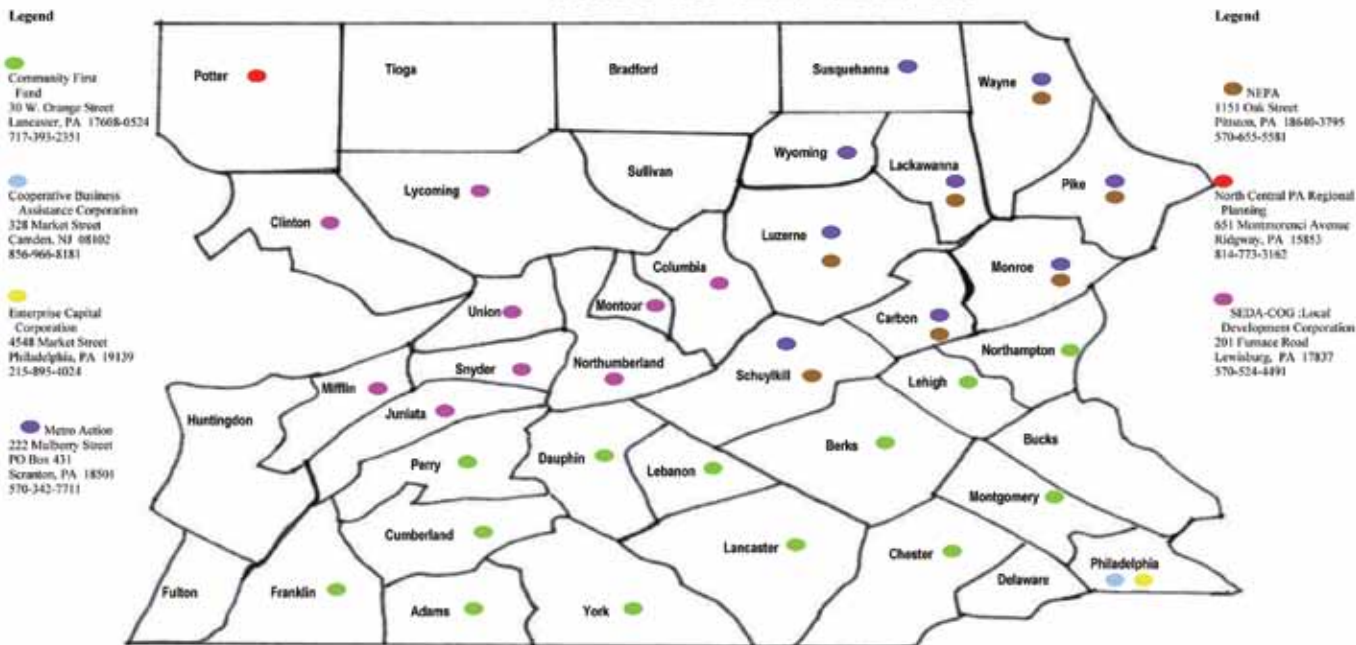 Legend
Community First
Fund
30 W. Orange Street
Lancaster, PA 17608-0524
717-393-2351
Cooperative Business
Assistance Corporation
328 Market Street
Camden, NJ 08102
856-966-8181
Enterprise Capital
Corporation
4548 Market Street
Philadelphia, PA 19139
215-895-4024
Metro Action
222 Mulberry Street
PO Box 431
Scranton, PA 18501
570-342-7711
Potter
Tioga
Bradford
Susquehanna
Wayne
Wyoming
Lackawanna
Sullivan
Pike
Lycoming
Clinton
Luzerne
Columbia
Monroe
Montour
Union
Carbon
Northampton
Snyder
Northumberland
Schuylkill
Lehigh
Mifflin
Juniata
Huntingdon
Bucks
Berks
Perry
Dauphin
Lebanon
Montgomery
Cumberland
Lancaster
Chester
Philadelphia
Delaware
Fulton
Franklin
Adams
York
Legend
NEPA
1151 Oak Street
Pittston, PA 18640-3795
570-655-5581
North Central PA Regional
Planning
651 Montmorenci Avenue
Ridgway, PA 15853
814-773-3162
SEDA-COG :Local
Development Corporation
201 Furnace Road
Lewisburg, PA 17837
570-524-4491